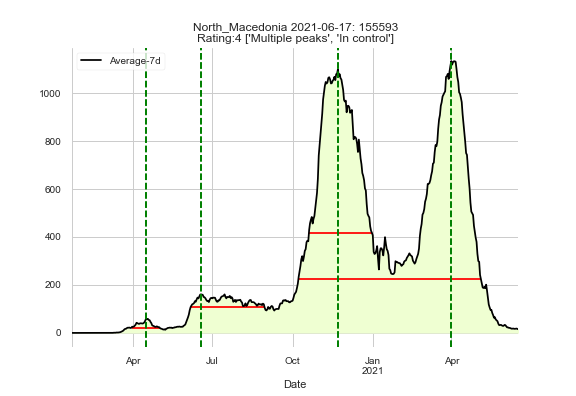 North_Macedonia 2021-06-17: 155593
Rating:4 ['Multiple peaks', 'In control']
Average-7d
1000
800
600
400
200
0
Apr Jul Oct Jan Apr
2021
Date